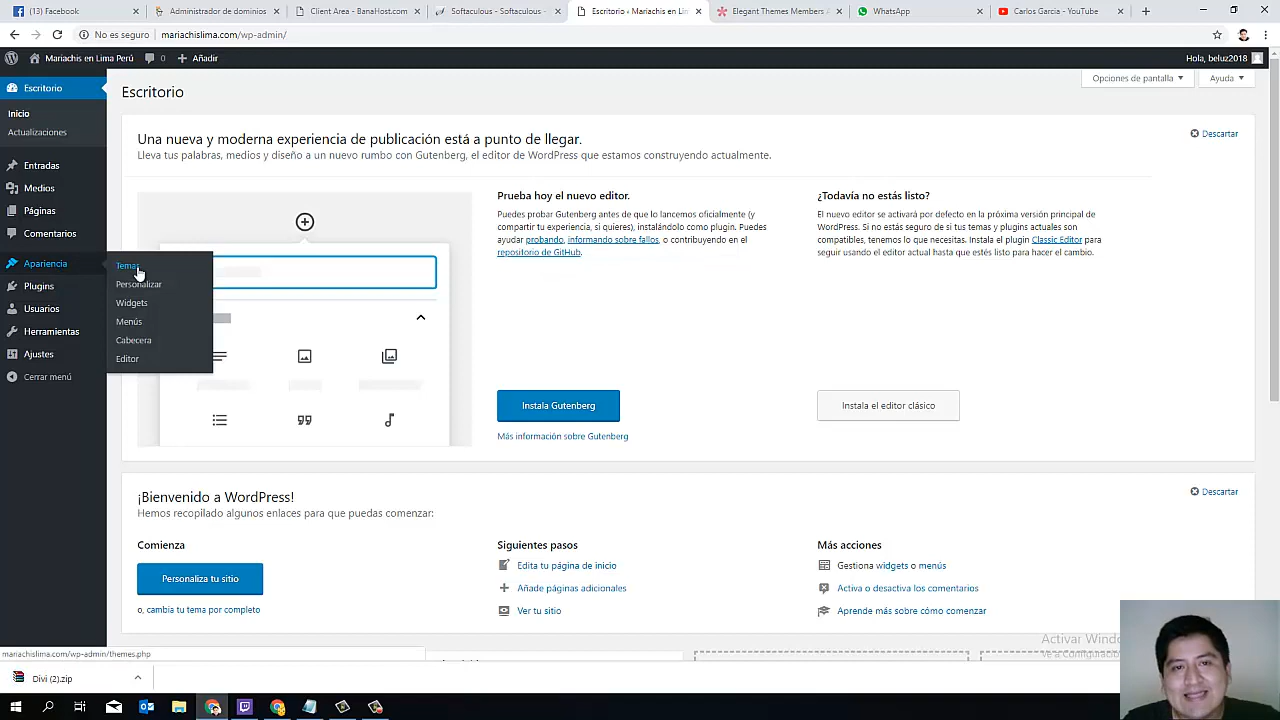 Facebook
Administrador de dominios
Client Area - BanaHost.com
Softaculous - Softaculous -
Escritorio ‹ Mariachis en Lim
Elegant Themes Members A
WhatsApp
Carlos Garcia - YouTube
No es seguro
mariachislima.com/wp-admin/
Mariachis en Lima Perú
0
Añadir
Hola, beluz2018
Escritorio
Inicio
Actualizaciones
Entradas
Medios
Páginas
Comentarios
Apariencia
Plugins
Usuarios
Herramientas
Ajustes
Cerrar menú
Temas
Personalizar
Widgets
Menús
Cabecera
Editor
Escritorio
Opciones de pantalla
Ayuda
Una nueva y moderna experiencia de publicación está a punto de llegar.
Descartar
Lleva tus palabras, medios y diseño a un nuevo rumbo con Gutenberg, el editor de WordPress que estamos construyendo actualmente.
Prueba hoy el nuevo editor.
Puedes probar Gutenberg antes de que lo lancemos oficialmente (y
compartir tu experiencia, si quieres), instalándolo como plugin. Puedes
ayudar probando, informando sobre fallos, o contribuyendo en el
repositorio de GitHub.
Instala Gutenberg
Más información sobre Gutenberg
¿Todavía no estás listo?
El nuevo editor se activará por defecto en la próxima versión principal de
WordPress. Si no estás seguro de si tus temas y plugins actuales son
compatibles, tenemos lo que necesitas. Instala el plugin Classic Editor para
seguir usando el editor actual hasta que estés listo para hacer el cambio.
Instala el editor clásico
¡Bienvenido a WordPress!
Descartar
Hemos recopilado algunos enlaces para que puedas comenzar:
Comienza
Personaliza tu sitio
o, cambia tu tema por completo
Siguientes pasos
Edita tu página de inicio
Añade páginas adicionales
Ver tu sitio
Más acciones
Gestiona widgets o menús
Activa o desactiva los comentarios
Aprende más sobre cómo comenzar
Activar Windo
Ve a Configuració
mariachislima.com/wp-admin/themes.php
Divi (2).zip